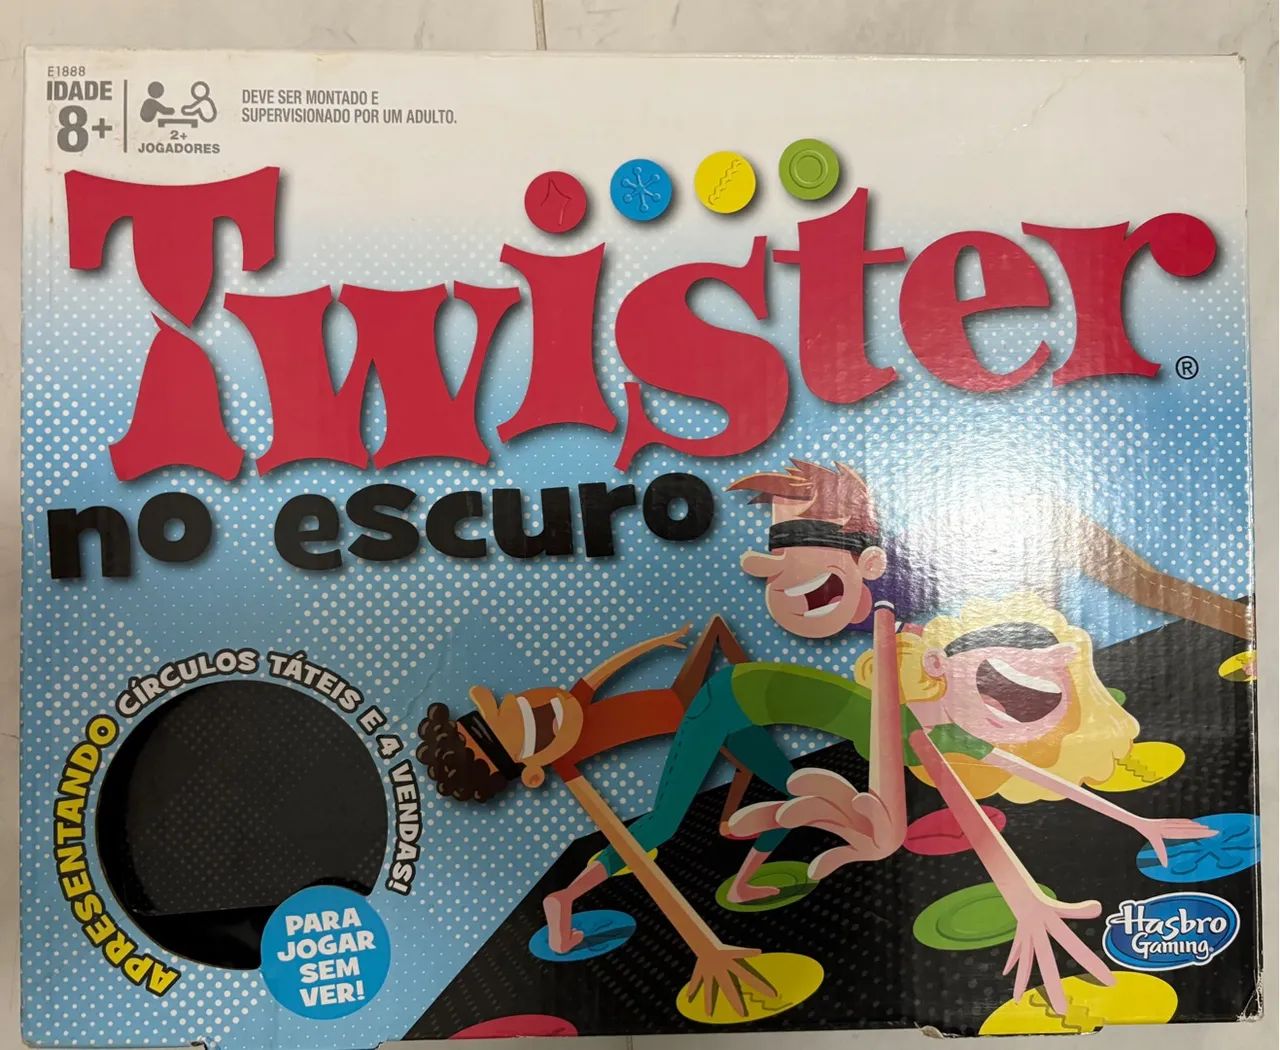 E1888
IDADE
8+
2+
JOGADORES
DEVE SER MONTADO E
SUPERVISIONADO POR UM ADULTO.
Twister®
no escuro
APRESENTANDO CÍRCULOS TÁTEIS E 4 VENDAS!
PARA
JOGAR
SEM
VER!
Hasbro
Gaming